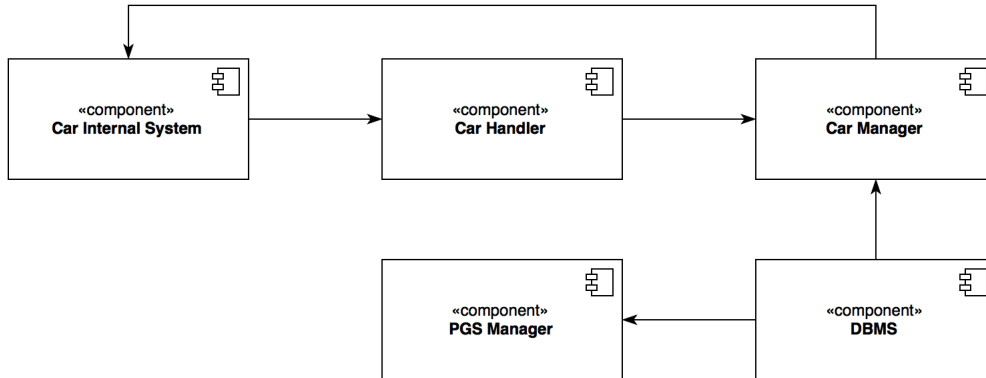 «component»
Car Internal System
«component»
Car Handler
«component»
Car Manager
«component»
PGS Manager
«component»
DBMS